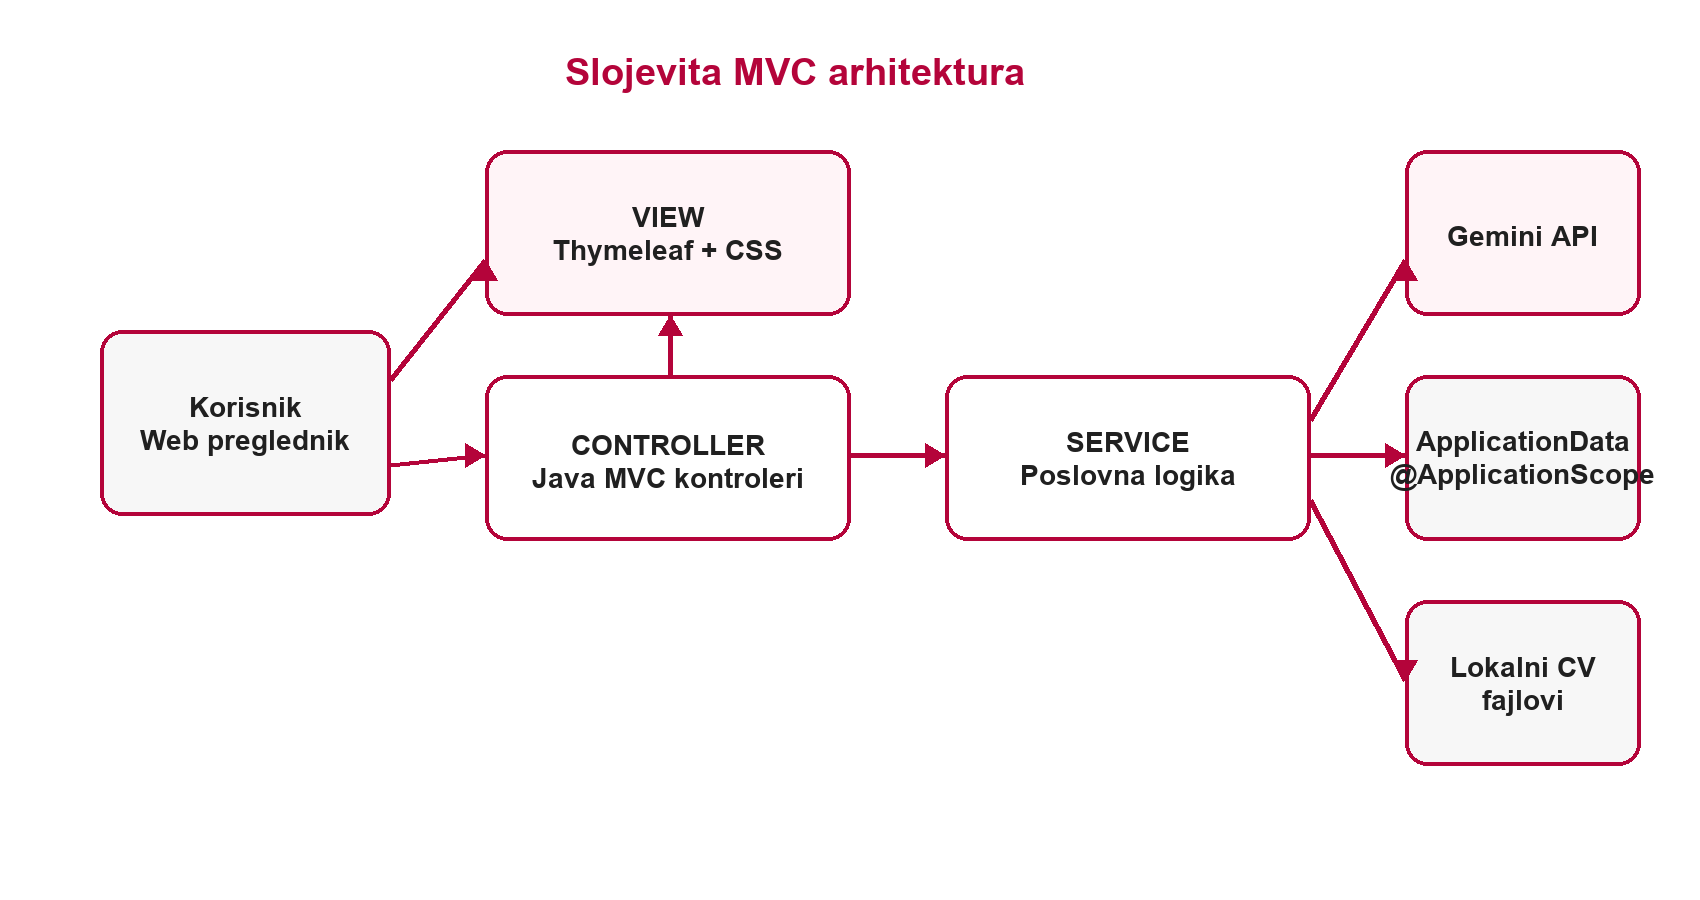 Slojevita MVC arhitektura
VIEW
Thymeleaf + CSS
Gemini API
Korisnik
Web preglednik
CONTROLLER
Java MVC kontroleri
SERVICE
Poslovna logika
ApplicationData
@ApplicationScope
Lokalni CV
fajlovi